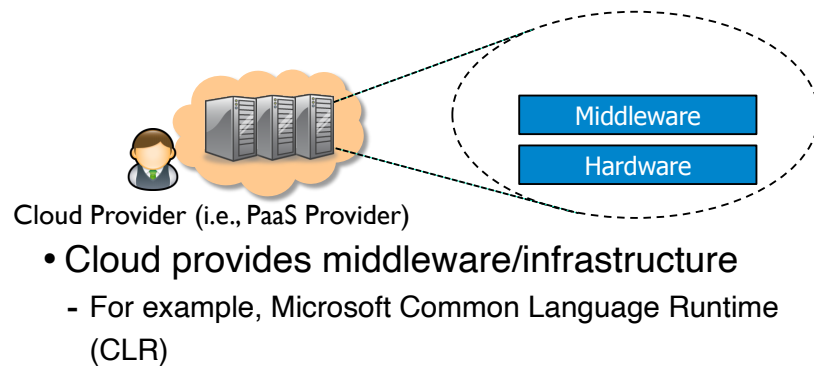 Middleware
Hardware
Cloud Provider (i.e., PaaS Provider)
• Cloud provides middleware/infrastructure
- For example, Microsoft Common Language Runtime
(CLR)